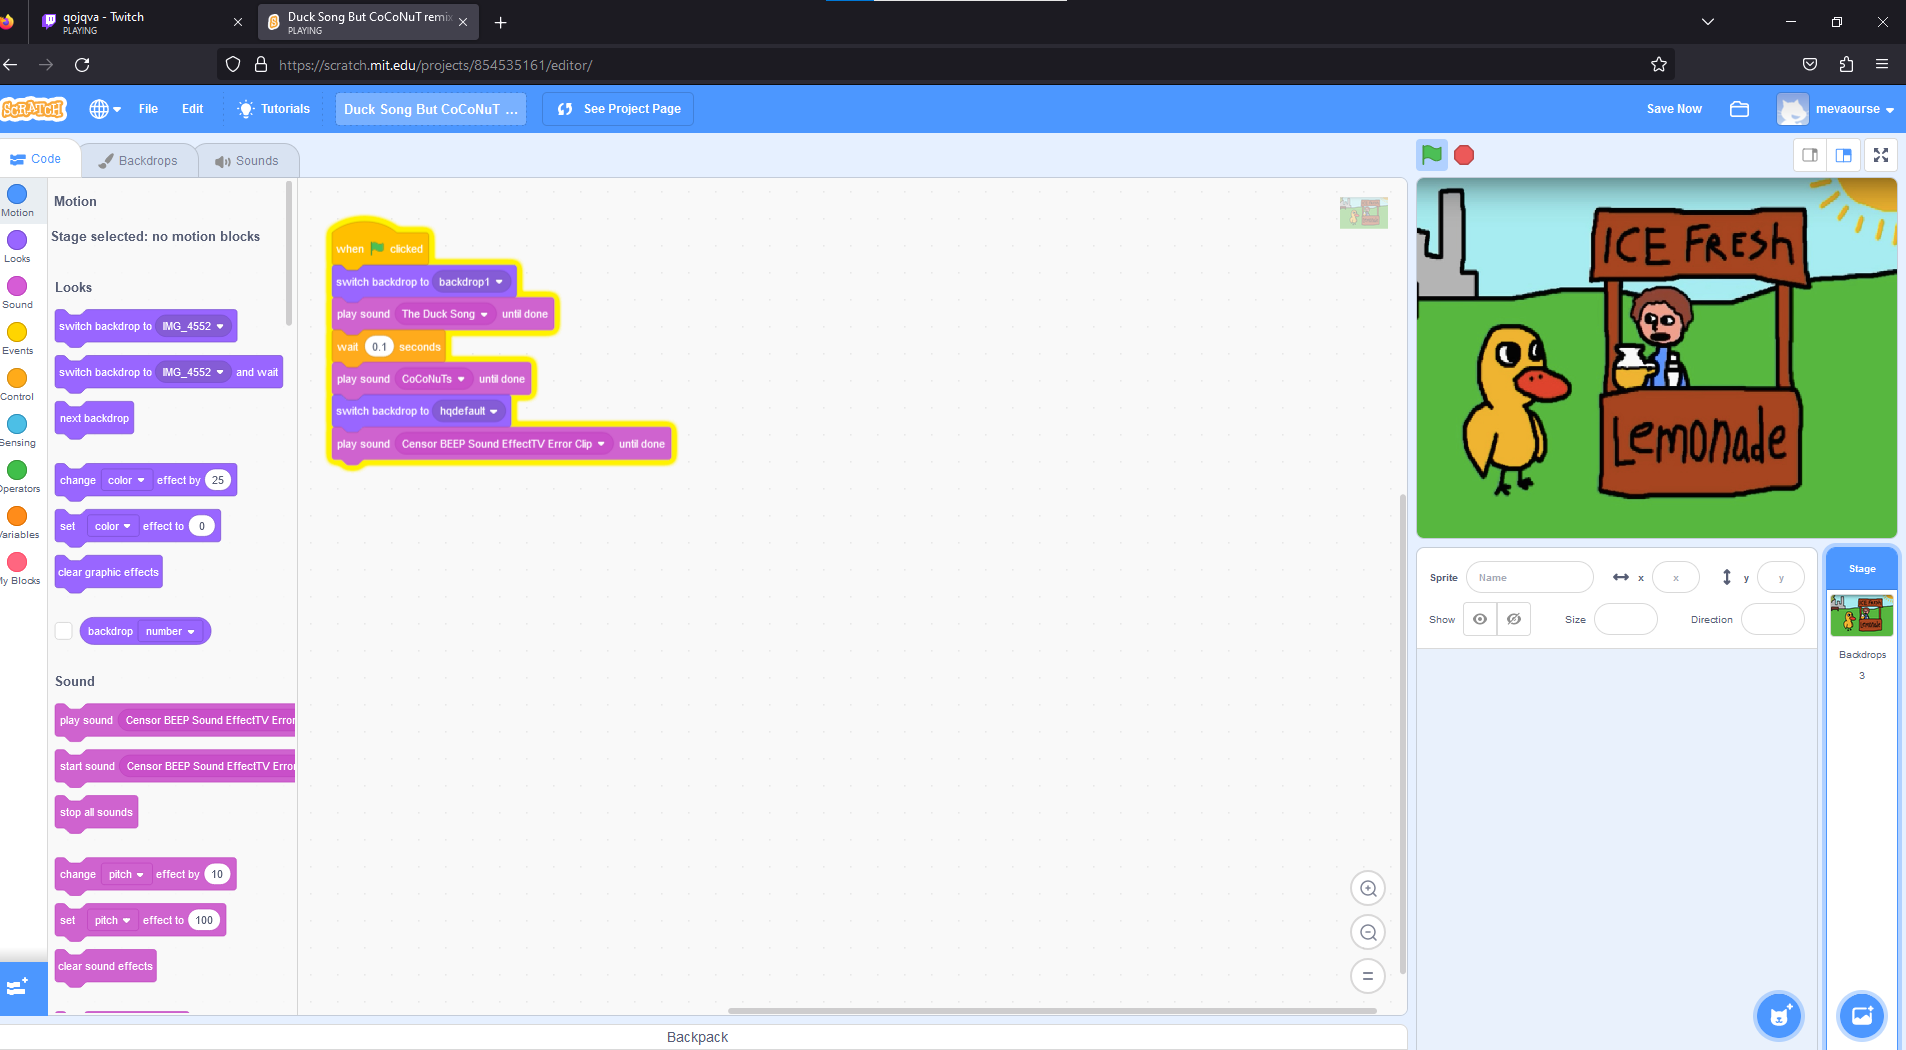 qojqva - Twitch
PLAYING
Duck Song But CoCoNuT remix
PLAYING
https://scratch.mit.edu/projects/854535161/editor/
SCRATCH
File
Edit
Tutorials
Duck Song But CoCoNuT ...
See Project Page
Save Now
mevaourse
Code
Backdrops
Sounds
Motion
Looks
Sound
Events
Control
Sensing
Operators
Variables
My Blocks
Motion
Stage selected: no motion blocks
Looks
switch backdrop to IMG_4552
switch backdrop to IMG_4552 and wait
next backdrop
change color effect by 25
set color effect to 0
clear graphic effects
backdrop number
Sound
play sound Censor BEEP Sound EffectTV Error
start sound Censor BEEP Sound EffectTV Error
stop all sounds
change pitch effect by 10
set pitch effect to 100
clear sound effects
when clicked
switch backdrop to backdrop1
play sound The Duck Song until done
wait 0.1 seconds
play sound CoCoNuTs until done
switch backdrop to hqdefault
play sound Censor BEEP Sound EffectTV Error Clip until done
Backpack
ICE FRESH
Lemonade
Sprite
Name
x
x
y
y
Show
Size
Direction
Stage
ICE FRESH
Lemonade
Backdrops
3